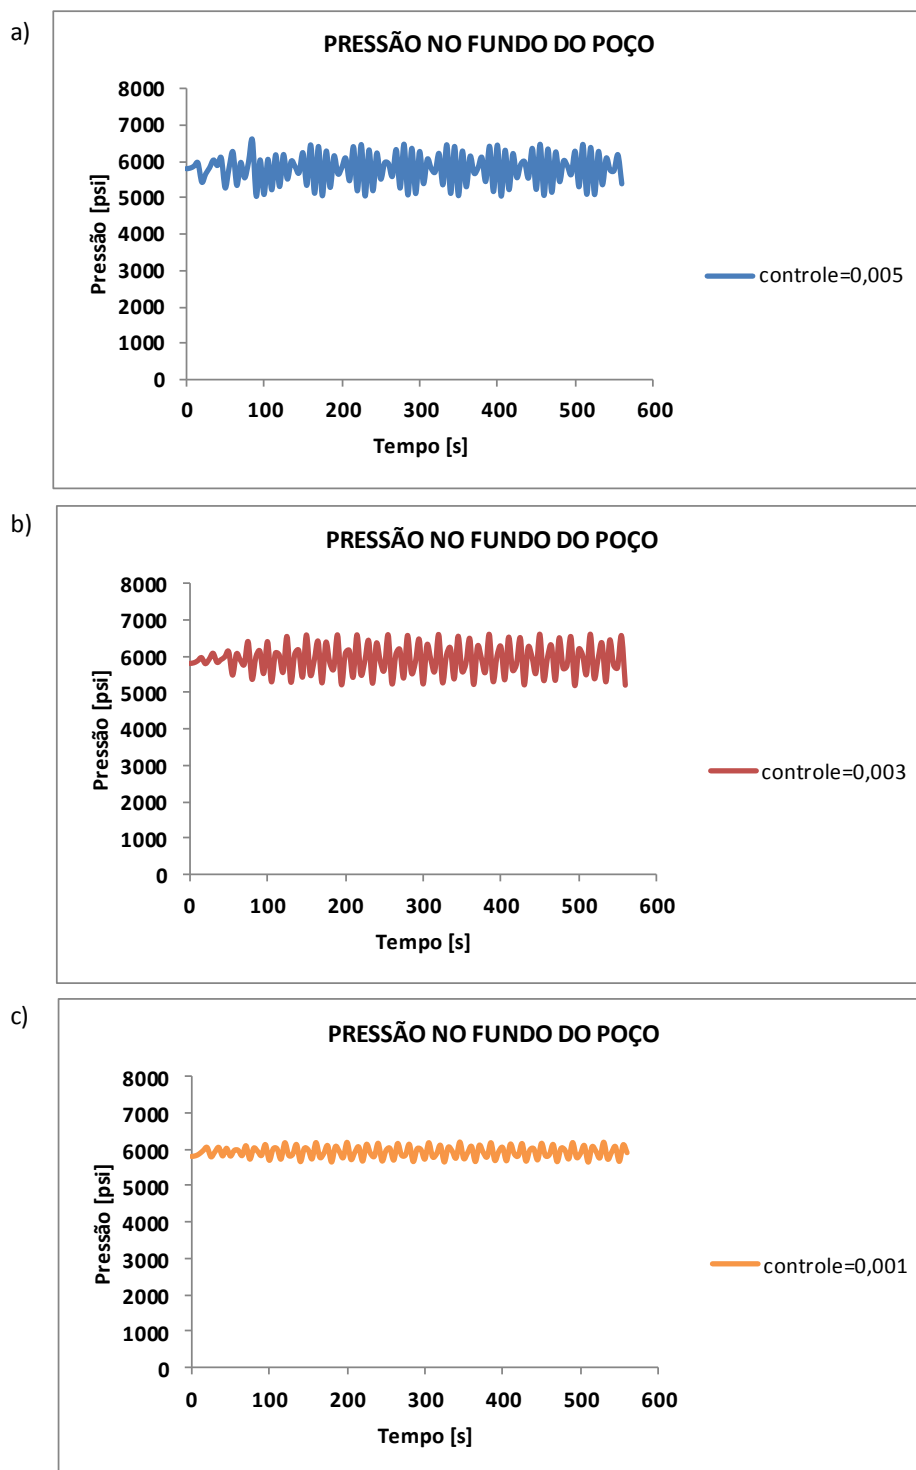 a)
PRESSÃO NO FUNDO DO POÇO
8000
7000
6000
5000
4000
3000
2000
1000
0
Pressão [psi]
0 100 200 300 400 500 600
Tempo [s]
controle=0,005
b)
PRESSÃO NO FUNDO DO POÇO
8000
7000
6000
5000
4000
3000
2000
1000
0
Pressão [psi]
0 100 200 300 400 500 600
Tempo [s]
controle=0,003
c)
PRESSÃO NO FUNDO DO POÇO
8000
7000
6000
5000
4000
3000
2000
1000
0
Pressão [psi]
0 100 200 300 400 500 600
Tempo [s]
controle=0,001